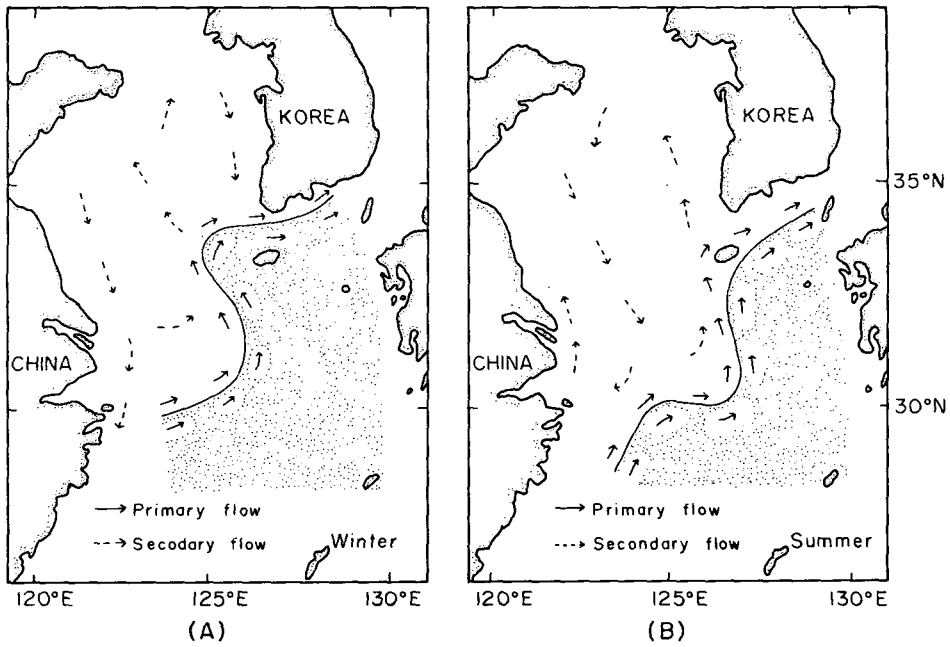 KOREA
CHINA
→ Primary flow
--→ Secodary flow
Winter
120°E
125°E
130°E
(A)
KOREA
35°N
CHINA
30°N
→ Primary flow
--→ Secondary flow
Summer
120°E
125°E
130°E
(B)